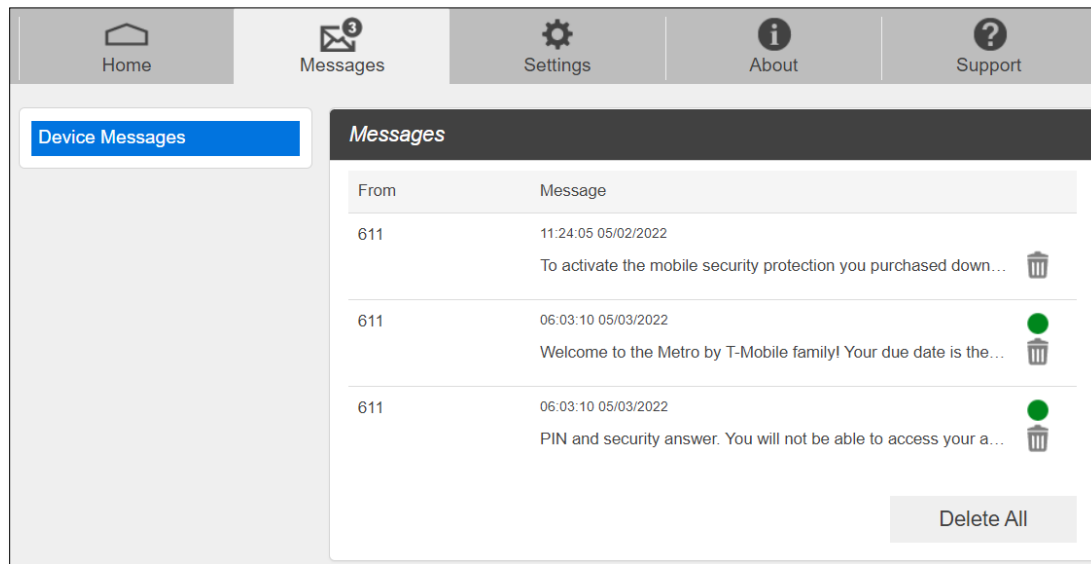 3
Home
Messages
Settings
About
Support
Device Messages
Messages
From Message
611 11:24:05 05/02/2022
To activate the mobile security protection you purchased down…
611 06:03:10 05/03/2022
Welcome to the Metro by T-Mobile family! Your due date is the…
611 06:03:10 05/03/2022
PIN and security answer. You will not be able to access your a…
Delete All